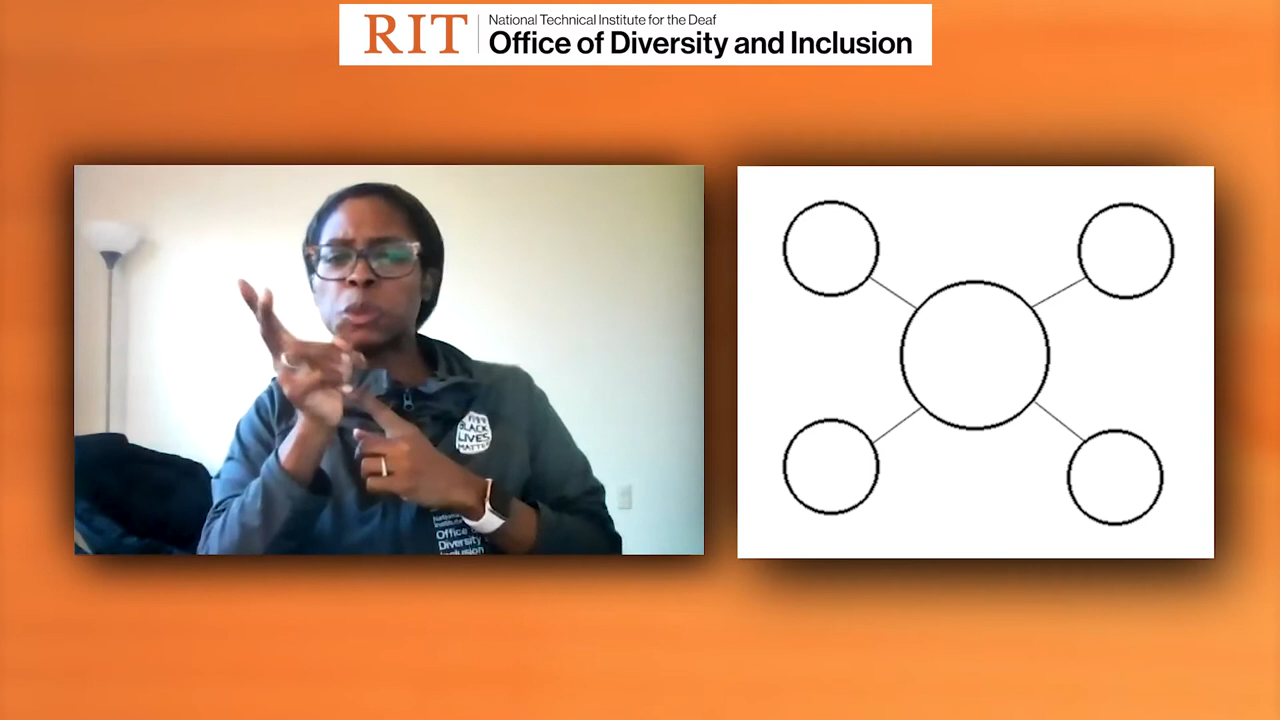 RIT
National Technical Institute for the Deaf
Office of Diversity and Inclusion
BLACK
LIVES
MATTER
National
Institute
Office of
Diversity
Inclusion